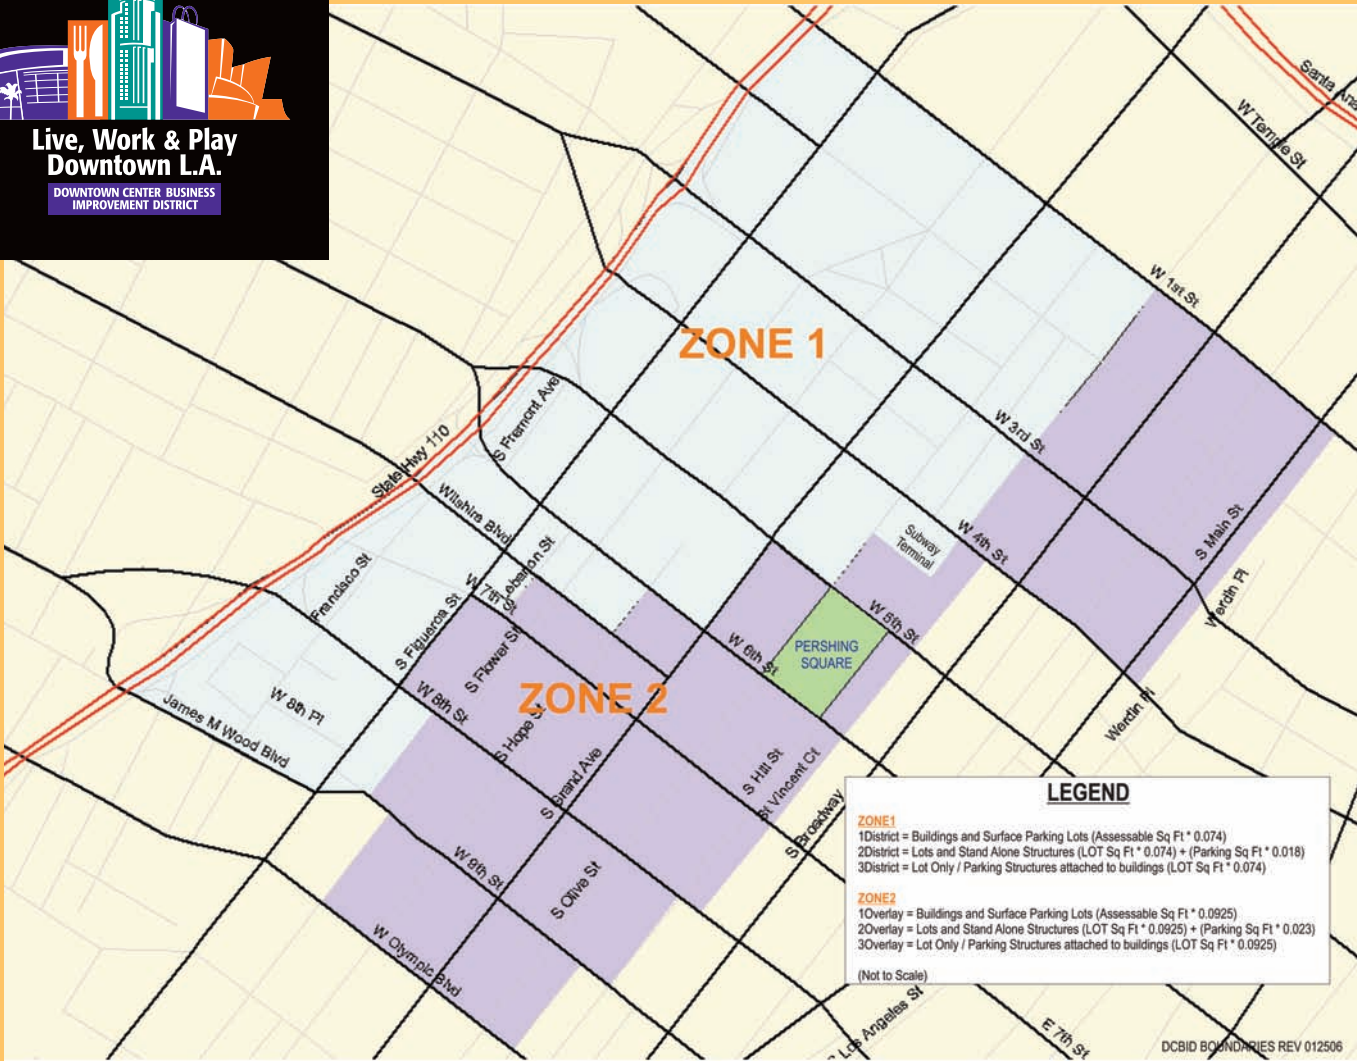 Live, Work & Play
Downtown L.A.
DOWNTOWN CENTER BUSINESS
IMPROVEMENT DISTRICT
Santa Ana
W Temple St
W 1st St
ZONE 1
S Fremont Ave
State Hwy 110
W 3rd St
Wilshire Blvd
Subway
Terminal
W 4th St
S Main St
Lebanon St
Francisco St
W 7th St
Werdin Pl
S Figueroa St
W 5th St
S Flower St
W 6th St
PERSHING
SQUARE
ZONE 2
W 8th Pl
W 8th St
James M Wood Blvd
S Hope St
Werdin Pl
S Grand Ave
S Hill St
St Vincent Ct
S Broadway
W 9th St
S Olive St
W Olympic Blvd
LEGEND
ZONE1
1District = Buildings and Surface Parking Lots (Assessable Sq Ft * 0.074)
2District = Lots and Stand Alone Structures (LOT Sq Ft * 0.074) + (Parking Sq Ft * 0.018)
3District = Lot Only / Parking Structures attached to buildings (LOT Sq Ft * 0.074)
ZONE2
1Overlay = Buildings and Surface Parking Lots (Assessable Sq Ft * 0.0925)
2Overlay = Lots and Stand Alone Structures (LOT Sq Ft * 0.0925) + (Parking Sq Ft * 0.023)
3Overlay = Lot Only / Parking Structures attached to buildings (LOT Sq Ft * 0.0925)
(Not to Scale)
S Los Angeles St
E 7th St
DCBID BOUNDARIES REV 012506